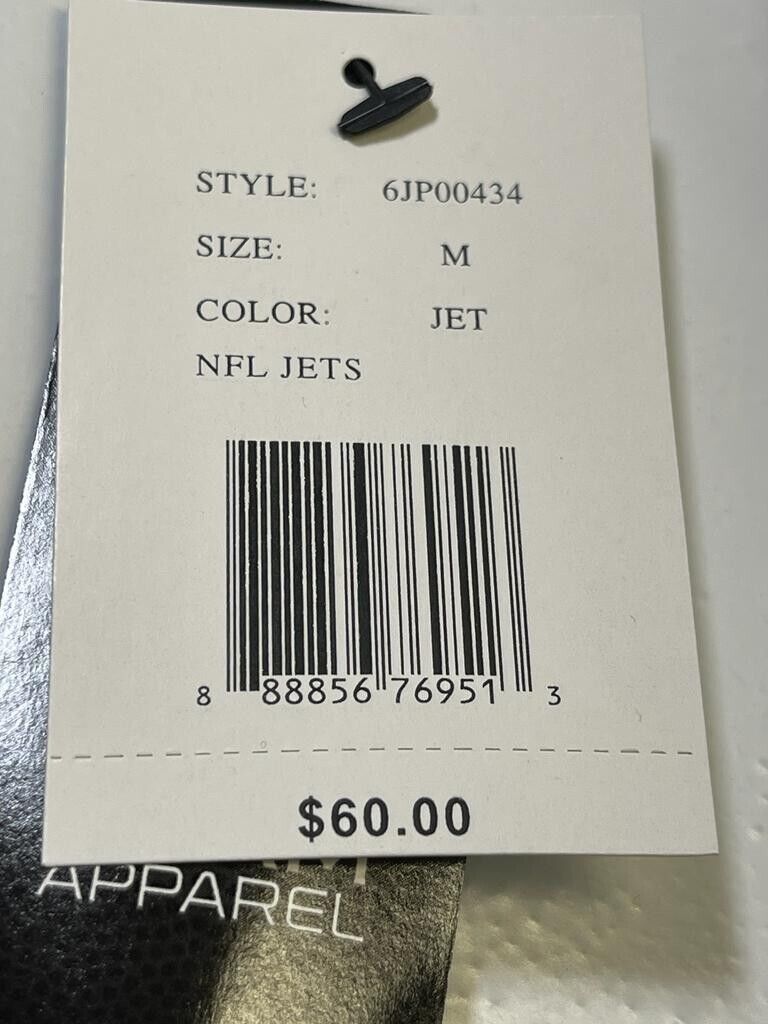 STYLE: 6JP00434
SIZE: M
COLOR: JET
NFL JETS
8 88856 76951 3
$60.00
APPAREL